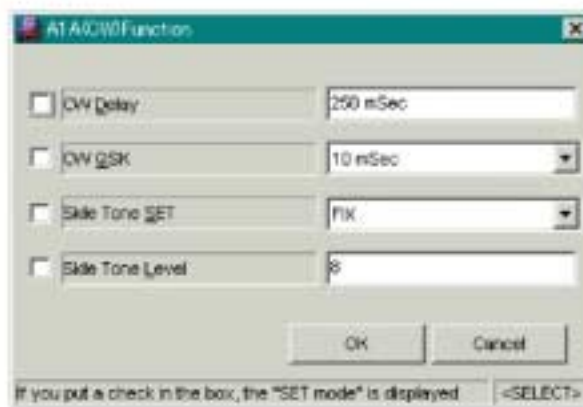 A1A(CW)Function
CW Delay 250 mSec
CW QSK 10 mSec
Side Tone SET FIX
Side Tone Level 8
OK Cancel
If you put a check in the box, the "SET mode" is displayed <SELECT>